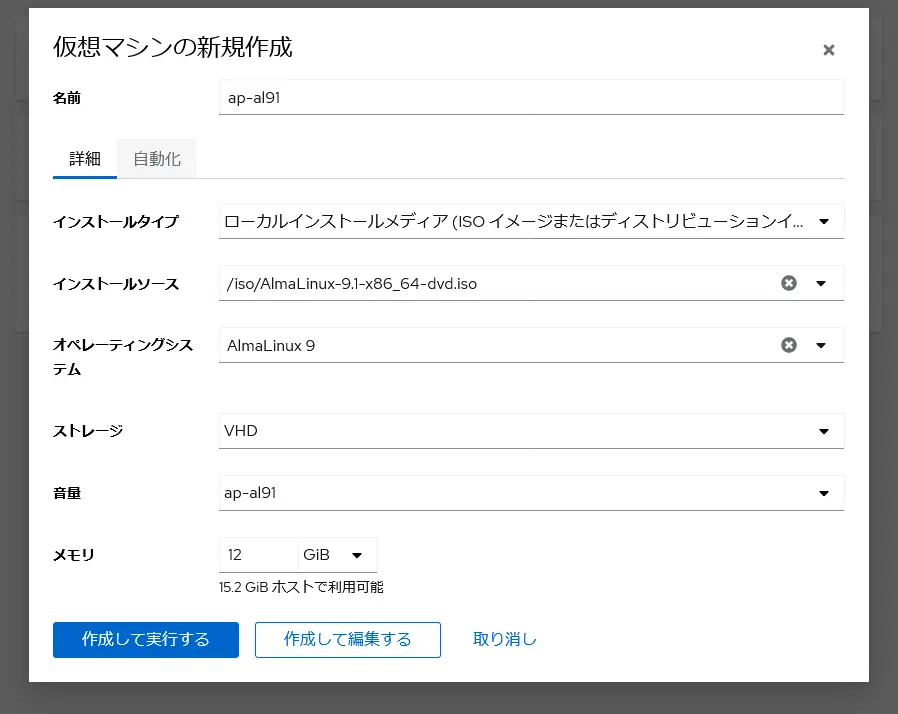 仮想マシンの新規作成
名前
ap-al91
詳細
自動化
インストールタイプ
ローカルインストールメディア (ISO イメージまたはディストリビューションイ...
インストールソース
/iso/AlmaLinux-9.1-x86_64-dvd.iso
オペレーティングシス
テム
AlmaLinux 9
ストレージ
VHD
音量
ap-al91
メモリ
12
GiB
15.2 GiB ホストで利用可能
作成して実行する
作成して編集する
取り消し